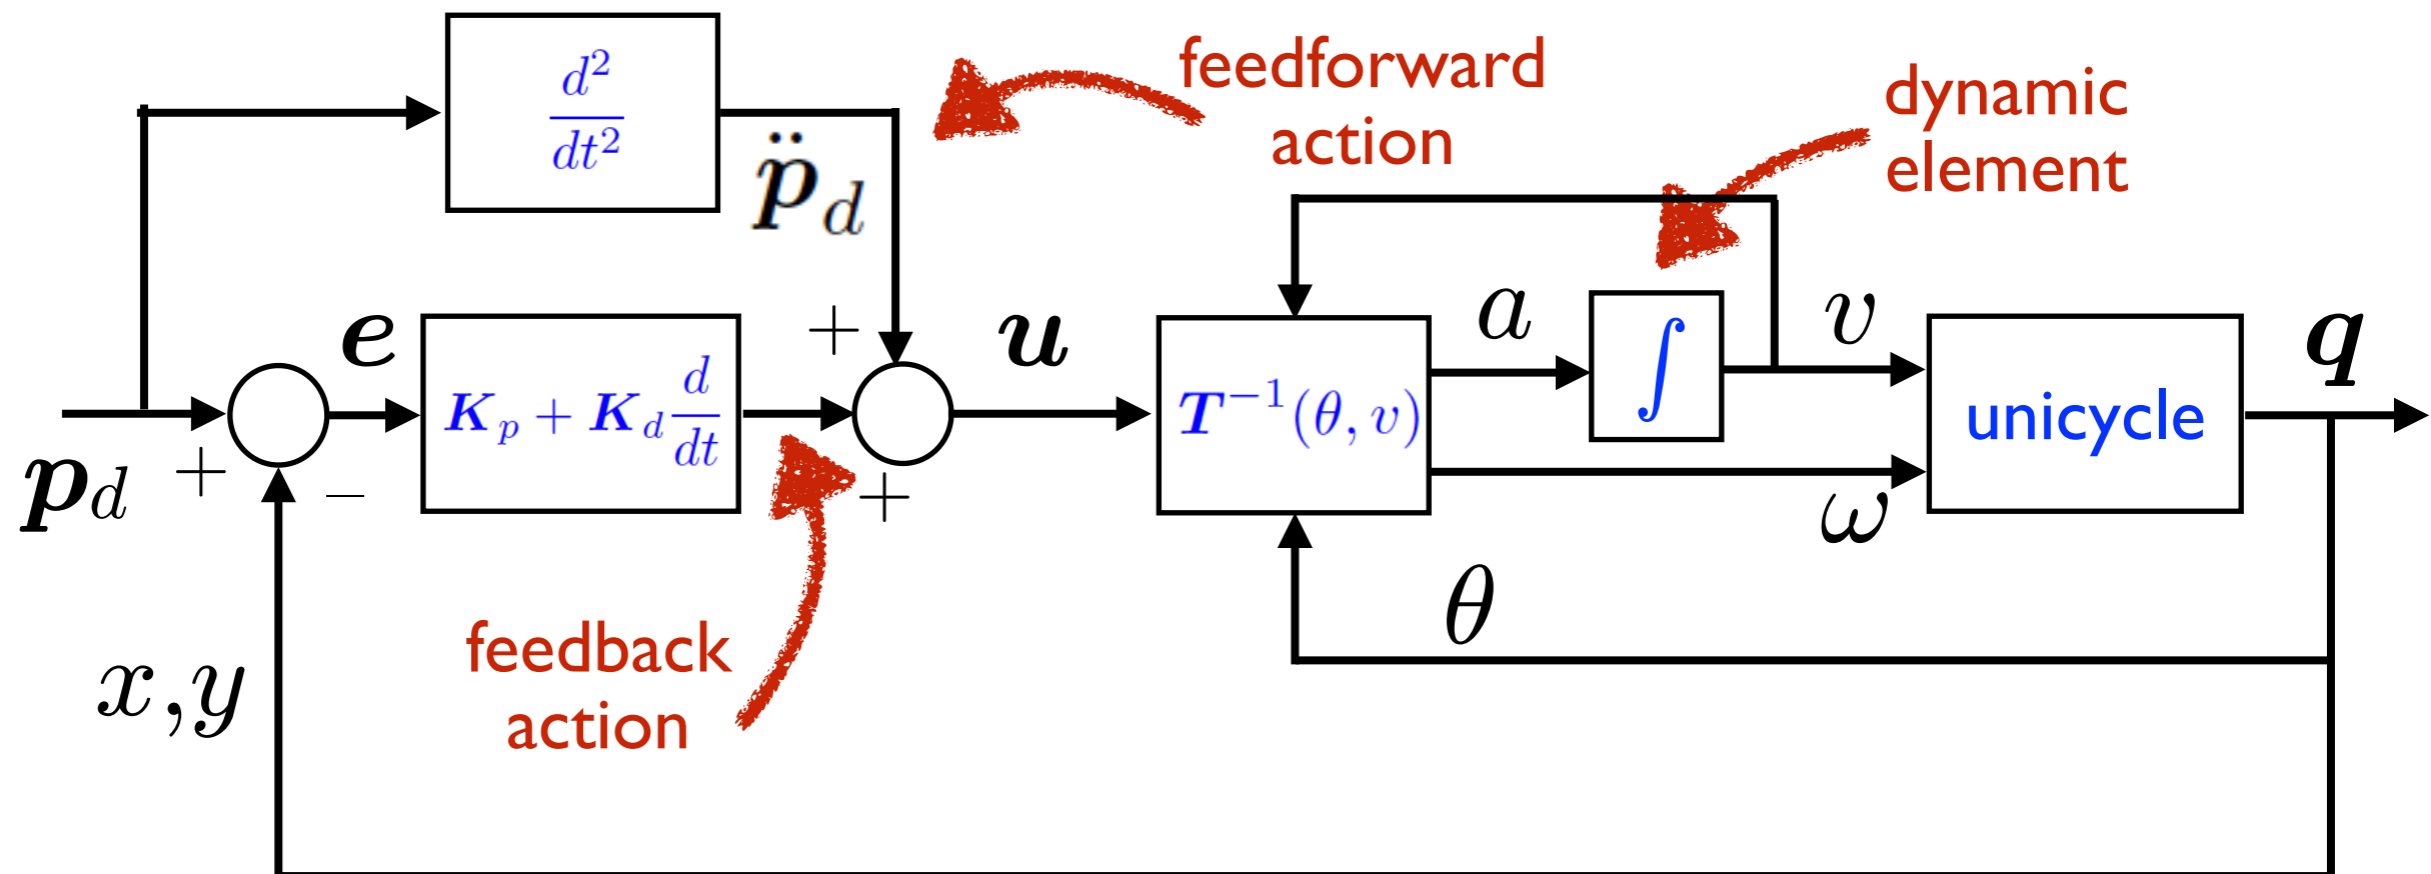 d²
dt²
p̈_d
feedforward
action
dynamic
element
e
+
u
a
∫
v
q
K_p + K_d d/dt
T⁻¹(θ, v)
unicycle
p_d
+
−
+
ω
θ
x,y
feedback
action